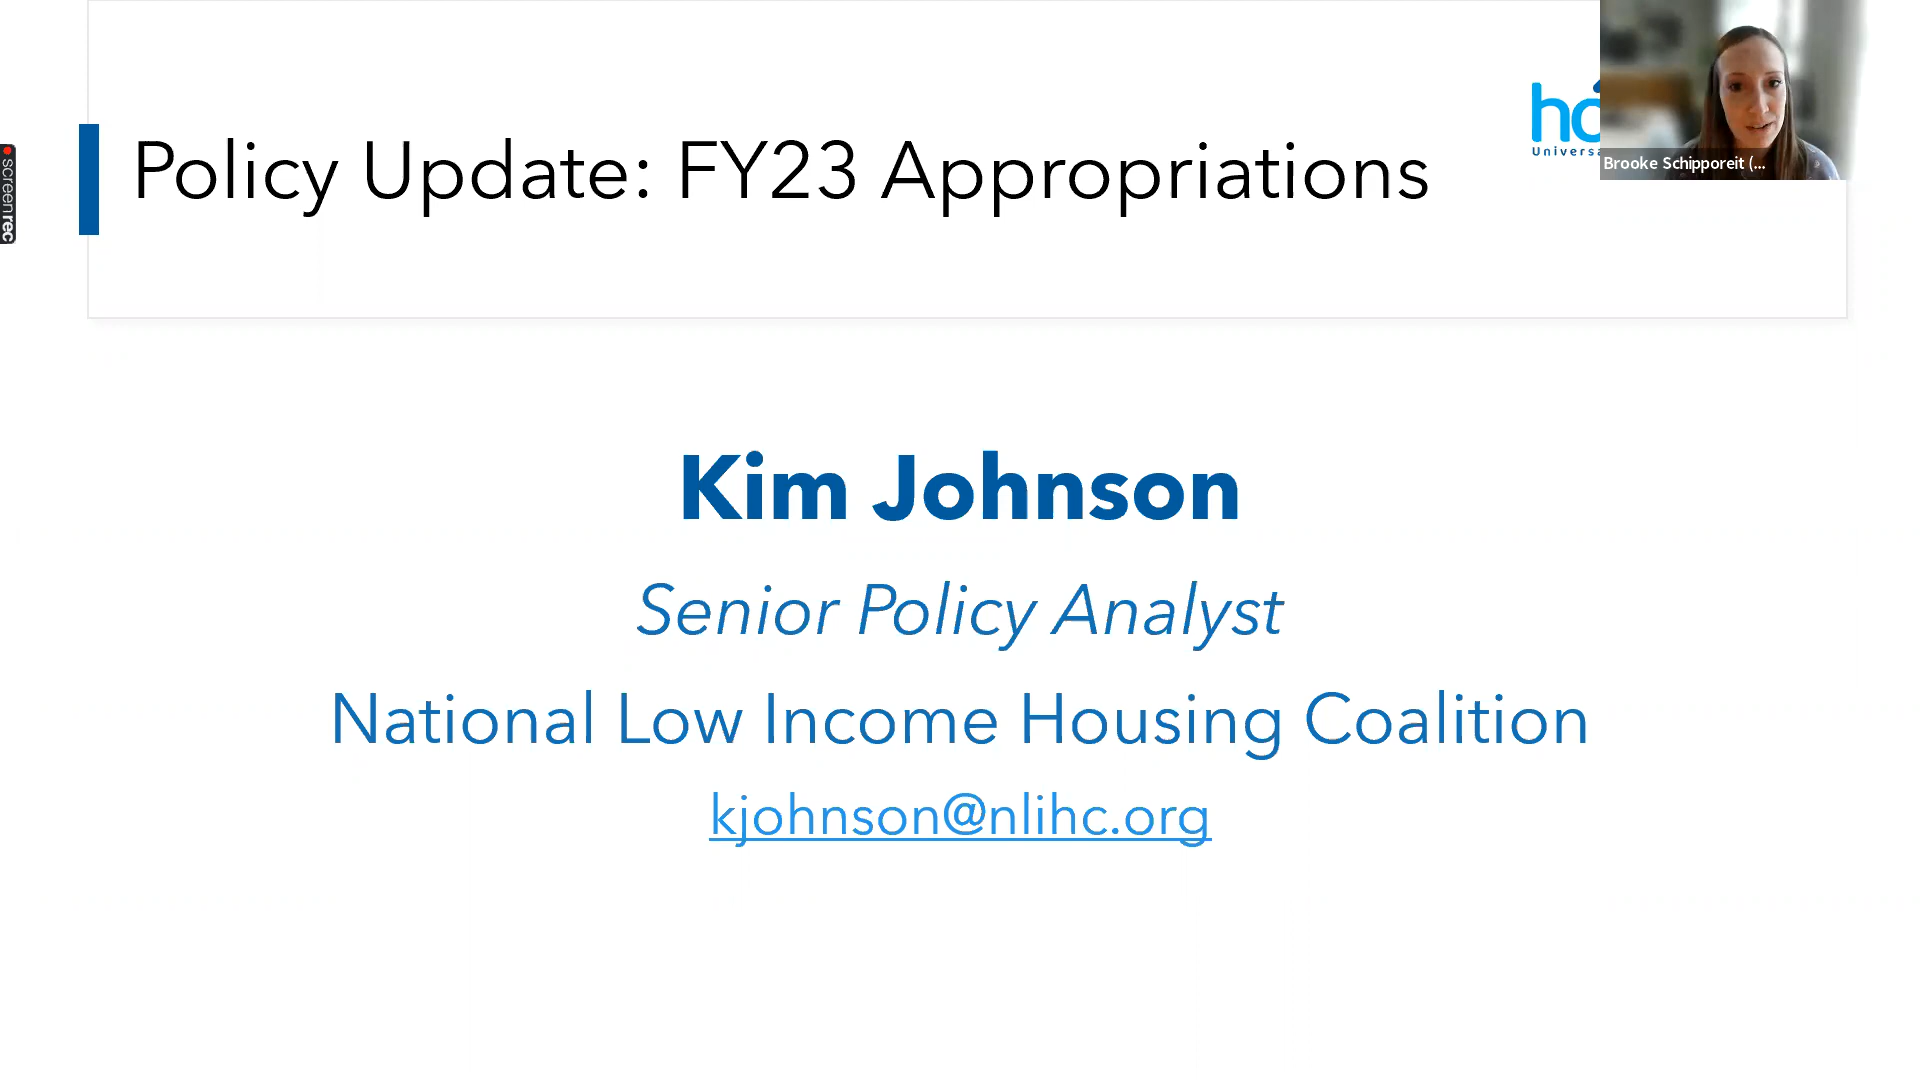 Policy Update: FY23 Appropriations
Brooke Schipporeit (...
screenrec
Kim Johnson
Senior Policy Analyst
National Low Income Housing Coalition
kjohnson@nlihc.org